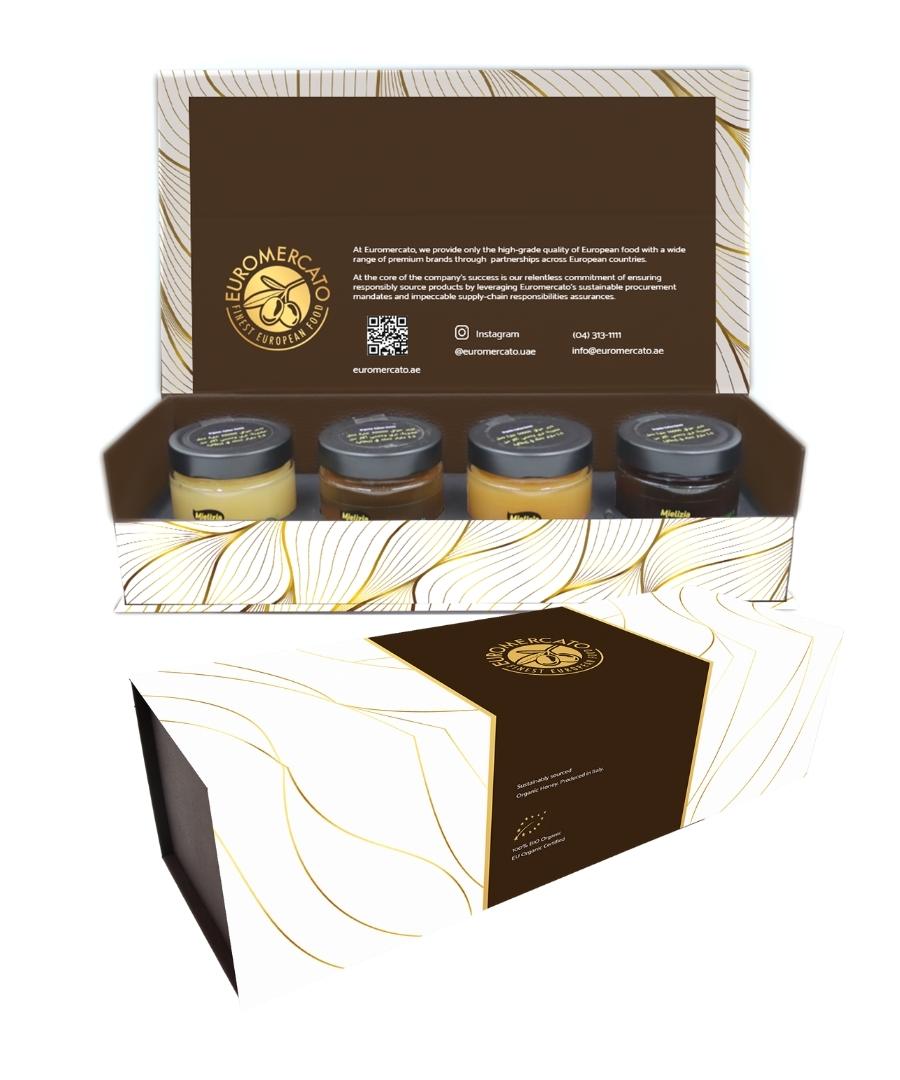 At Euromercato, we provide only the high-grade quality of European food with a wide
range of premium brands through partnerships across European countries.
At the core of the company's success is our relentless commitment of ensuring
responsibly source products by leveraging Euromercato's sustainable procurement
mandates and impeccable supply-chain responsibilities assurances.
EUROMERCATO
FINEST EUROPEAN FOOD
Instagram
(04) 313-1111
@euromercato.uae
info@euromercato.ae
euromercato.ae
Mielizia
Mielizia
Mielizia
Mielizia
EUROMERCATO
FINEST EUROPEAN FOOD
Sustainably sourced
Organic Honey. Produced in Italy.
100% BIO Organic
EU Organic Certified